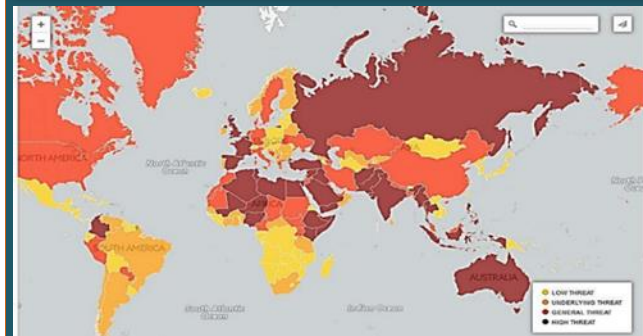 +
−
North Atlantic
Ocean
NORTH AMERICA
AFRICA
SOUTH AMERICA
AUSTRALIA
South Atlantic
Ocean
Indian Ocean
LOW THREAT
UNDERLYING THREAT
GENERAL THREAT
HIGH THREAT